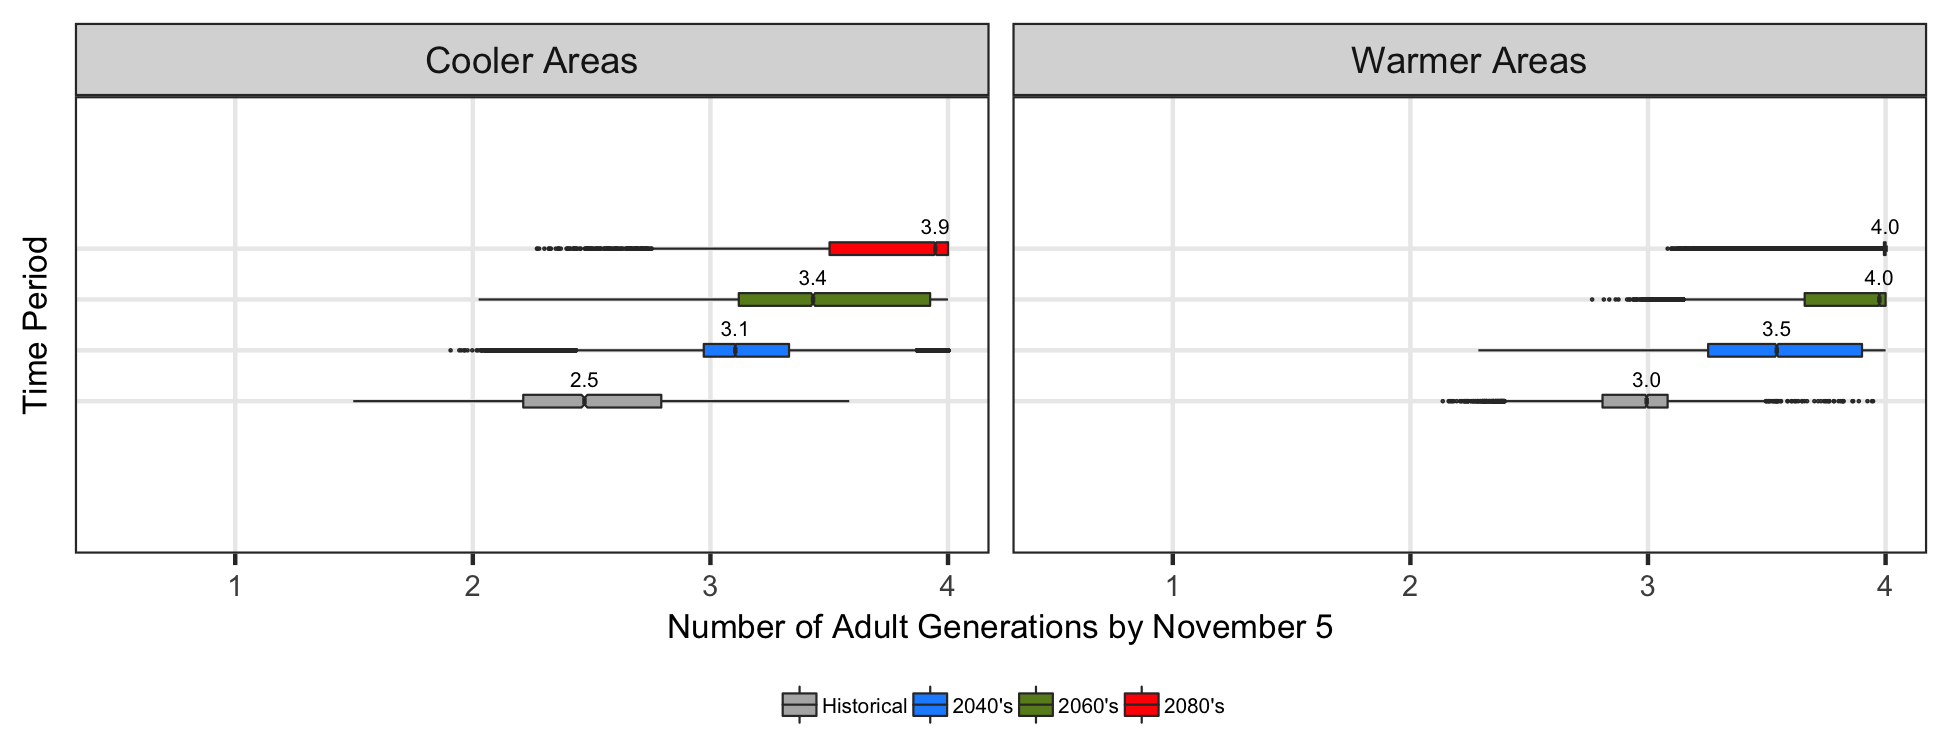 Cooler Areas
Warmer Areas
Time Period
3.9
3.4
3.1
2.5
4.0
4.0
3.5
3.0
1 2 3 4
1 2 3 4
Number of Adult Generations by November 5
Historical 2040's 2060's 2080's